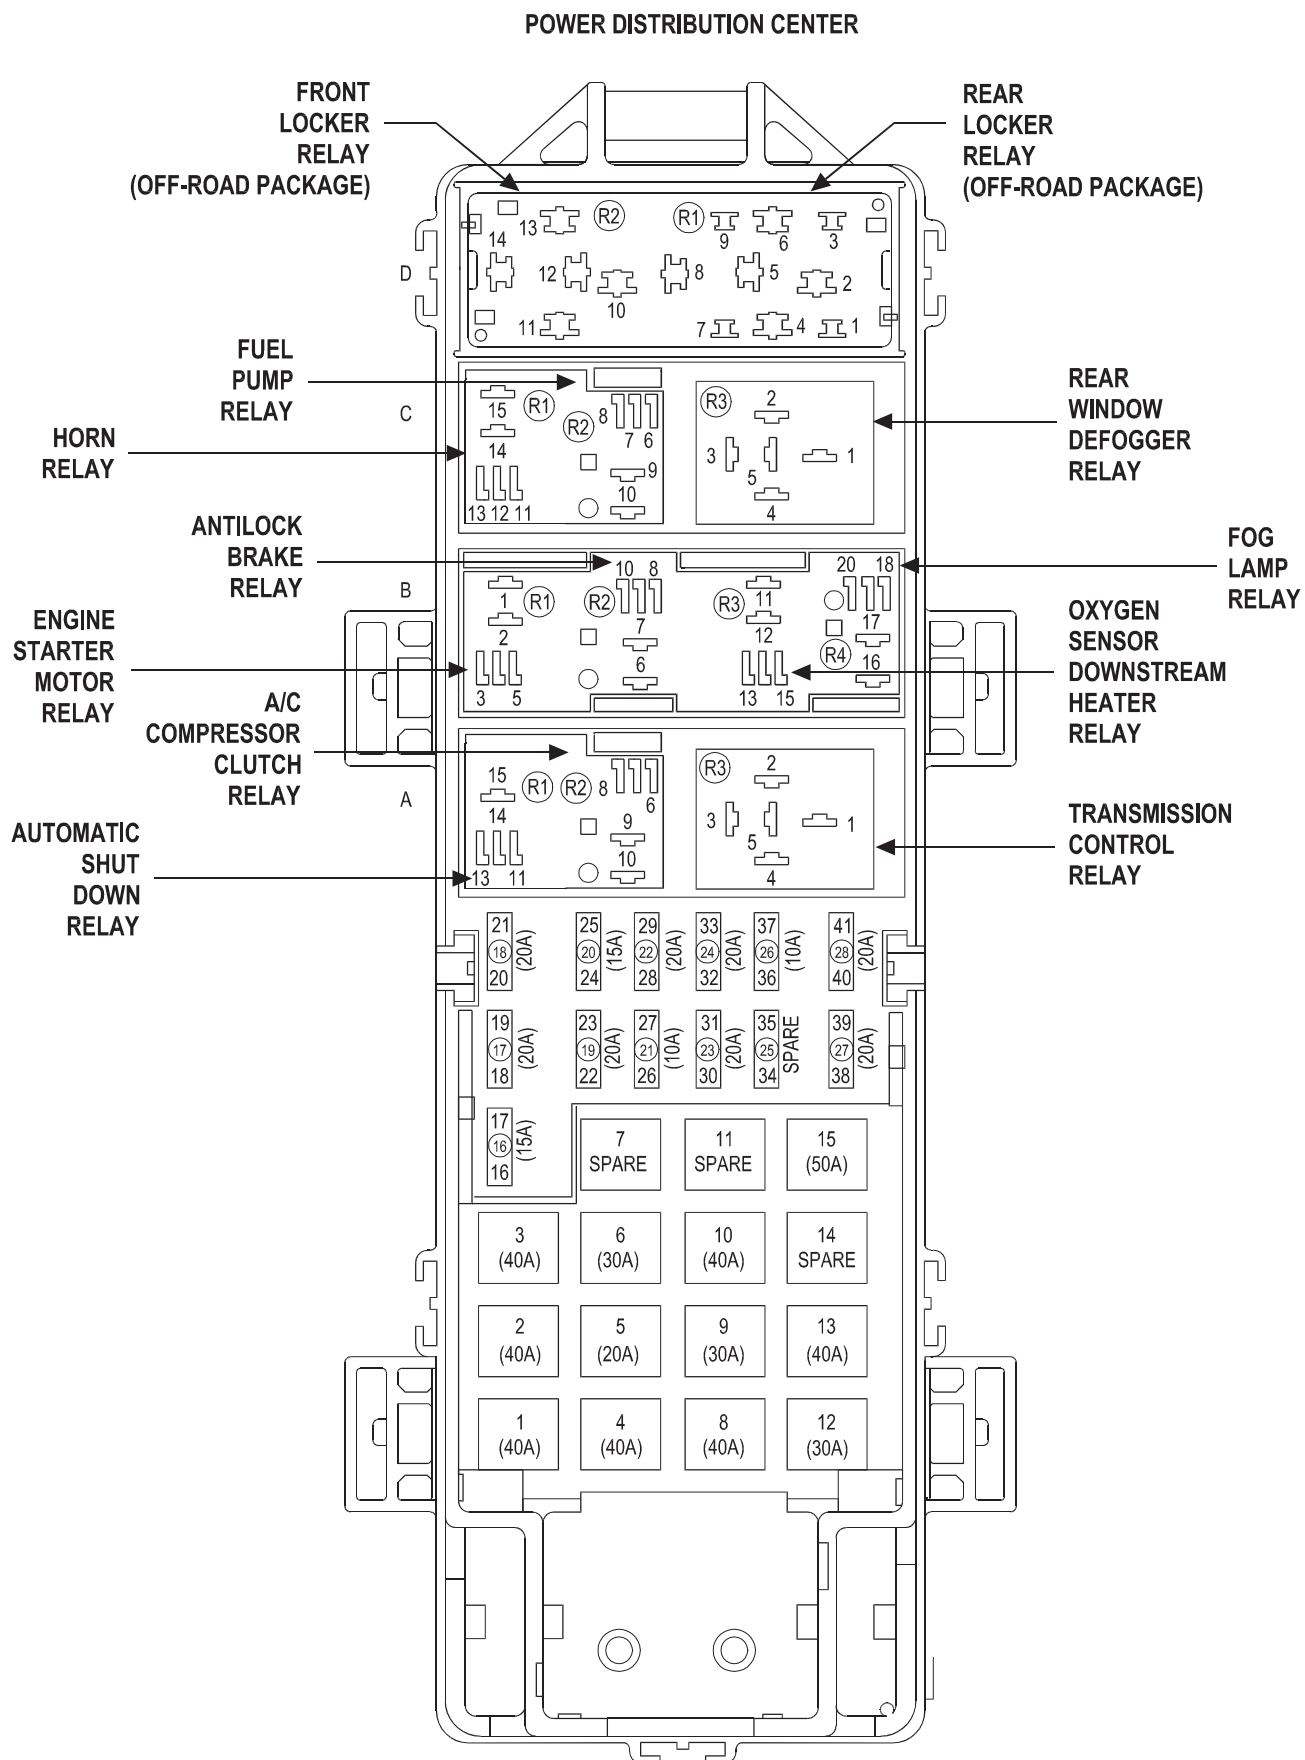 POWER DISTRIBUTION CENTER
FRONT
LOCKER
RELAY
(OFF-ROAD PACKAGE)
REAR
LOCKER
RELAY
(OFF-ROAD PACKAGE)
13 R2 R1 9 6 3
14
D
12 10 8 5 2
11 7 4 1
FUEL
PUMP
RELAY
HORN
RELAY
REAR
WINDOW
DEFOGGER
RELAY
C
15 R1 R2 8 7 6
14
9
13 12 11 10
R3 2
3 5 1
4
ANTILOCK
BRAKE
RELAY
ENGINE
STARTER
MOTOR
RELAY
FOG
LAMP
RELAY
OXYGEN
SENSOR
DOWNSTREAM
HEATER
RELAY
B
10 8 20 18
1 R1 R2 R3 11
2 7 12 17
6 R4 16
3 5 13 15
A/C
COMPRESSOR
CLUTCH
RELAY
AUTOMATIC
SHUT
DOWN
RELAY
TRANSMISSION
CONTROL
RELAY
A
15 R1 R2 8 6
14 9
13 11 10
R3 2
3 5 1
4
21 25 29 33 37 41
18 (20A) 20 (15A) 22 (20A) 24 (20A) 26 (10A) 28 (20A)
20 24 28 32 36 40
19 23 27 31 35 39
17 (20A) 19 (20A) 21 (10A) 23 (20A) 25 SPARE 27 (20A)
18 22 26 30 34 38
17
16 (15A)
16
7 11 15
SPARE SPARE (50A)
3 6 10 14
(40A) (30A) (40A) SPARE
2 5 9 13
(40A) (20A) (30A) (40A)
1 4 8 12
(40A) (40A) (40A) (30A)